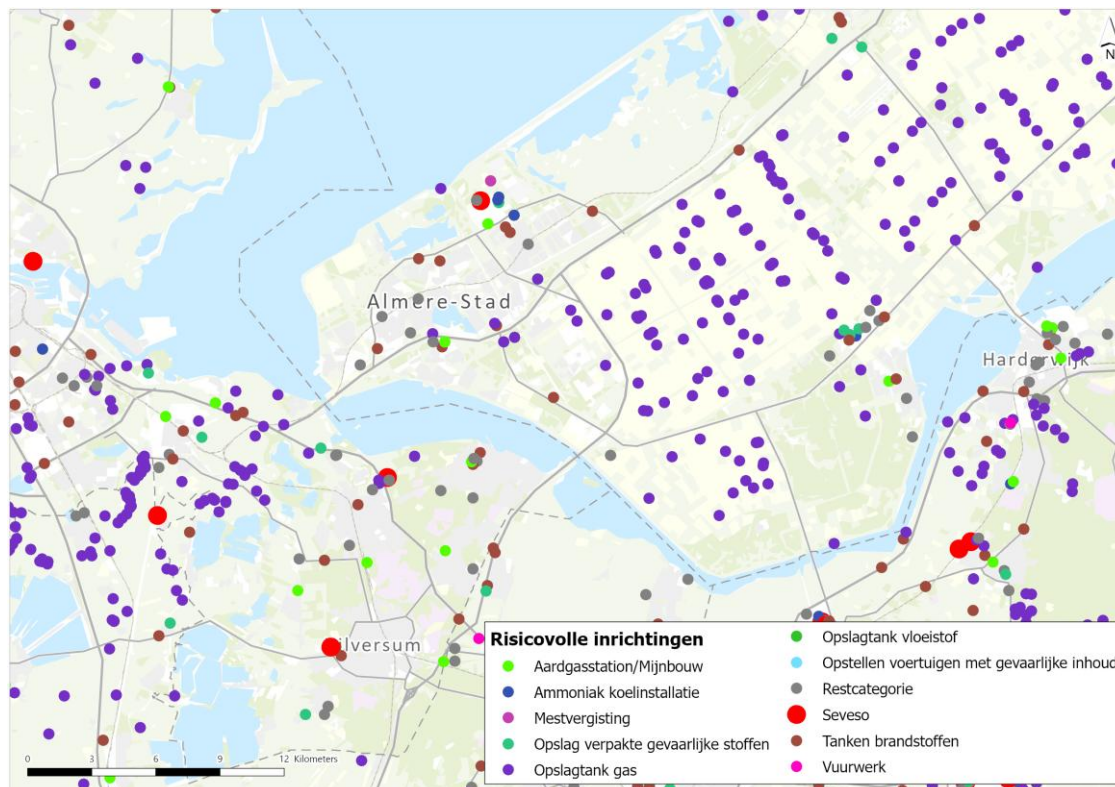 N
Almere-Stad
Harderwijk
ilversum
Risicovolle inrichtingen
Aardgasstation/Mijnbouw
Ammoniak koelinstallatie
Mestvergisting
Opslag verpakte gevaarlijke stoffen
Opslagtank gas
Opslagtank vloeistof
Opstellen voertuigen met gevaarlijke inhoud
Restcategorie
Seveso
Tanken brandstoffen
Vuurwerk
0 3 6 9 12 Kilometers